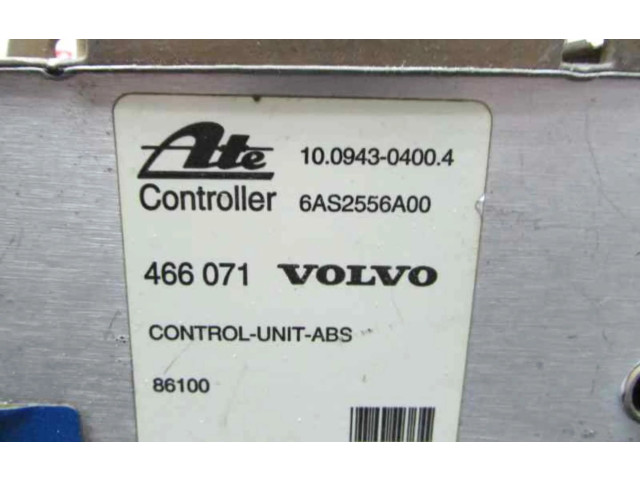 Ate 10.0943-0400.4
Controller 6AS2556A00
466 071 VOLVO
CONTROL-UNIT-ABS
86100